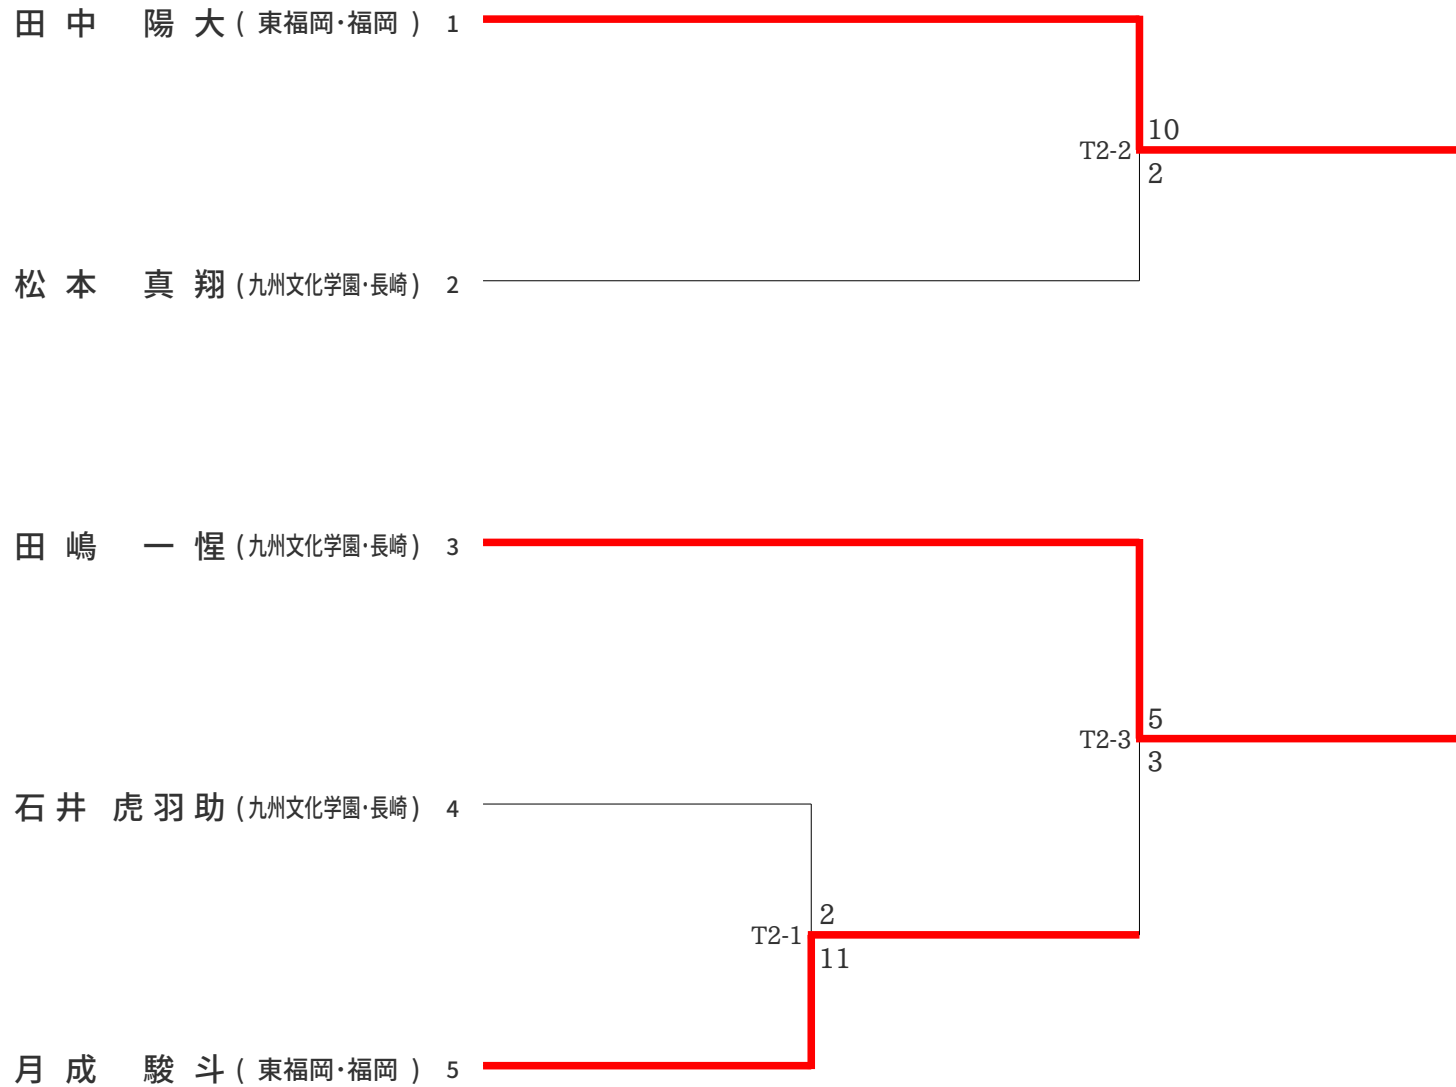 田中 陽大 ( 東福岡・福岡 ) 1
10
T2-2
2
松本 真翔 (九州文化学園・長崎) 2
田嶋 一惺 (九州文化学園・長崎) 3
5
T2-3
3
石井 虎羽助 (九州文化学園・長崎) 4
2
T2-1
11
月成 駿斗 ( 東福岡・福岡 ) 5